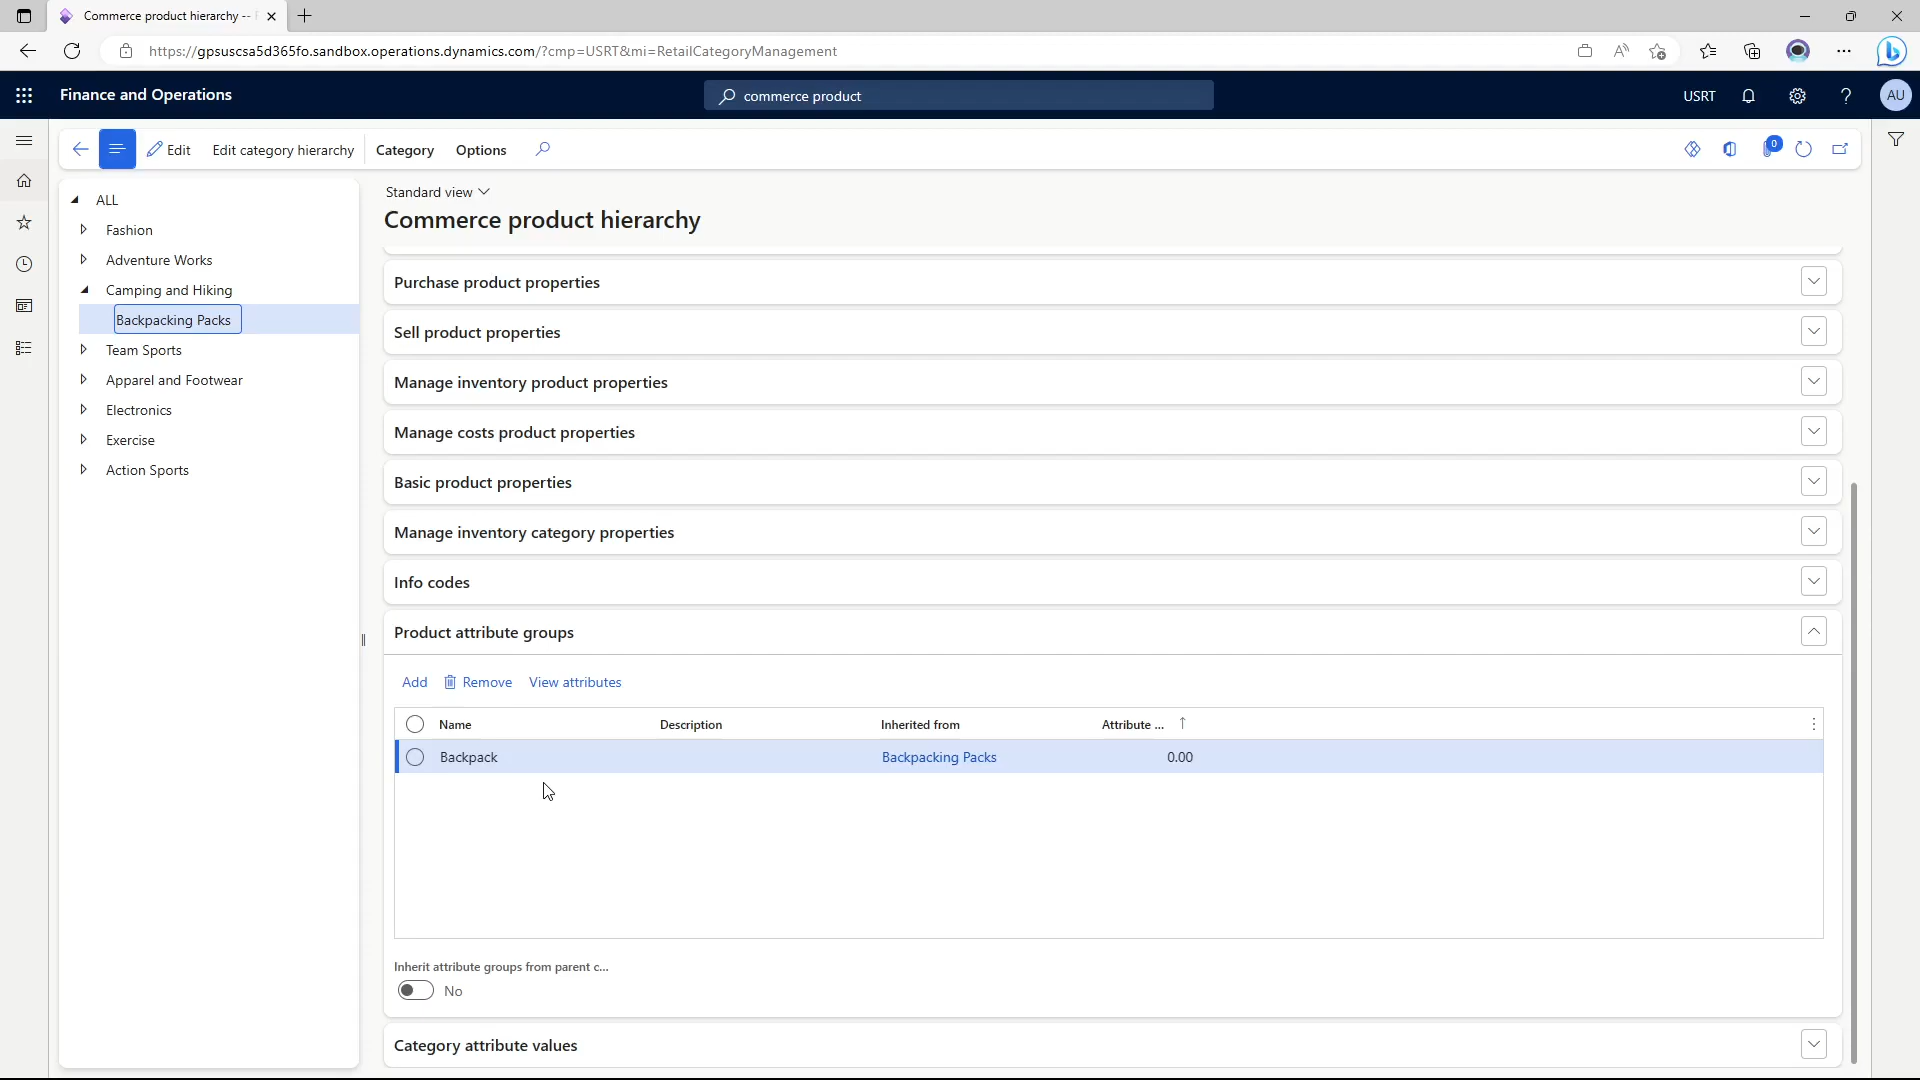 Commerce product hierarchy --
https://gpsuscsa5d365fo.sandbox.operations.dynamics.com/?cmp=USRT&mi=RetailCategoryManagement
Finance and Operations
commerce product
USRT
AU
Edit
Edit category hierarchy
Category
Options
0
ALL
Fashion
Adventure Works
Camping and Hiking
Backpacking Packs
Team Sports
Apparel and Footwear
Electronics
Exercise
Action Sports
Standard view
Commerce product hierarchy
Purchase product properties
Sell product properties
Manage inventory product properties
Manage costs product properties
Basic product properties
Manage inventory category properties
Info codes
Product attribute groups
Add Remove View attributes
Name Description Inherited from Attribute ...
Backpack Backpacking Packs 0.00
Inherit attribute groups from parent c...
No
Category attribute values